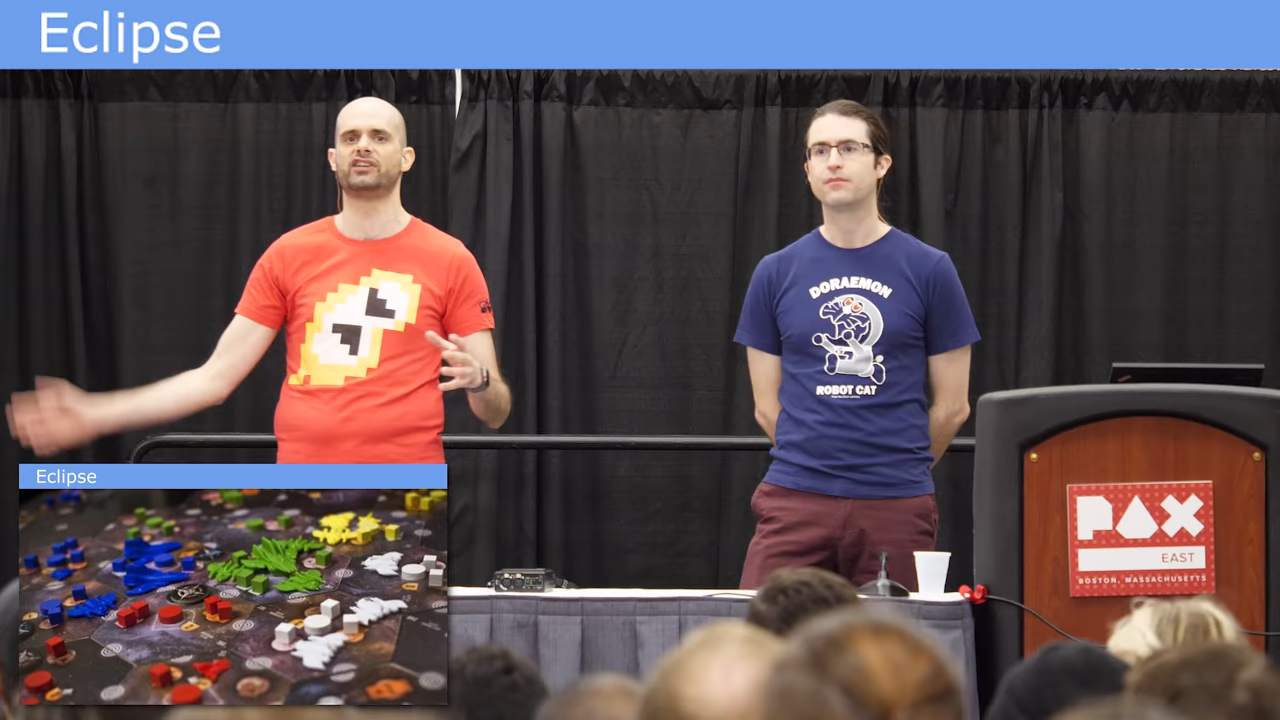 Eclipse
DORAEMON
ROBOT CAT
Eclipse
PAX
EAST
BOSTON, MASSACHUSETTS